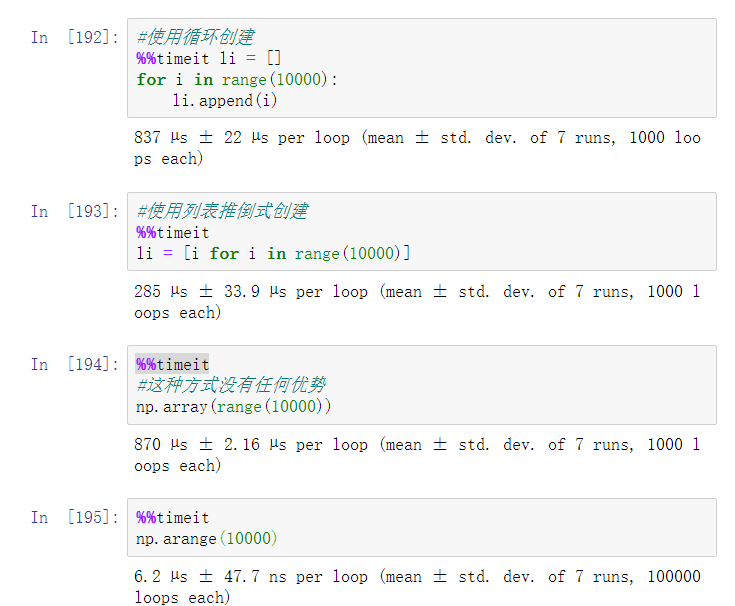 In [192]: #使用循环创建
%%timeit li = []
for i in range(10000):
    li.append(i)
837 µs ± 22 µs per loop (mean ± std. dev. of 7 runs, 1000 loo
ps each)
In [193]: #使用列表推倒式创建
%%timeit
li = [i for i in range(10000)]
285 µs ± 33.9 µs per loop (mean ± std. dev. of 7 runs, 1000 l
oops each)
In [194]: %%timeit
#这种方式没有任何优势
np.array(range(10000))
870 µs ± 2.16 µs per loop (mean ± std. dev. of 7 runs, 1000 l
oops each)
In [195]: %%timeit
np.arange(10000)
6.2 µs ± 47.7 ns per loop (mean ± std. dev. of 7 runs, 100000
loops each)